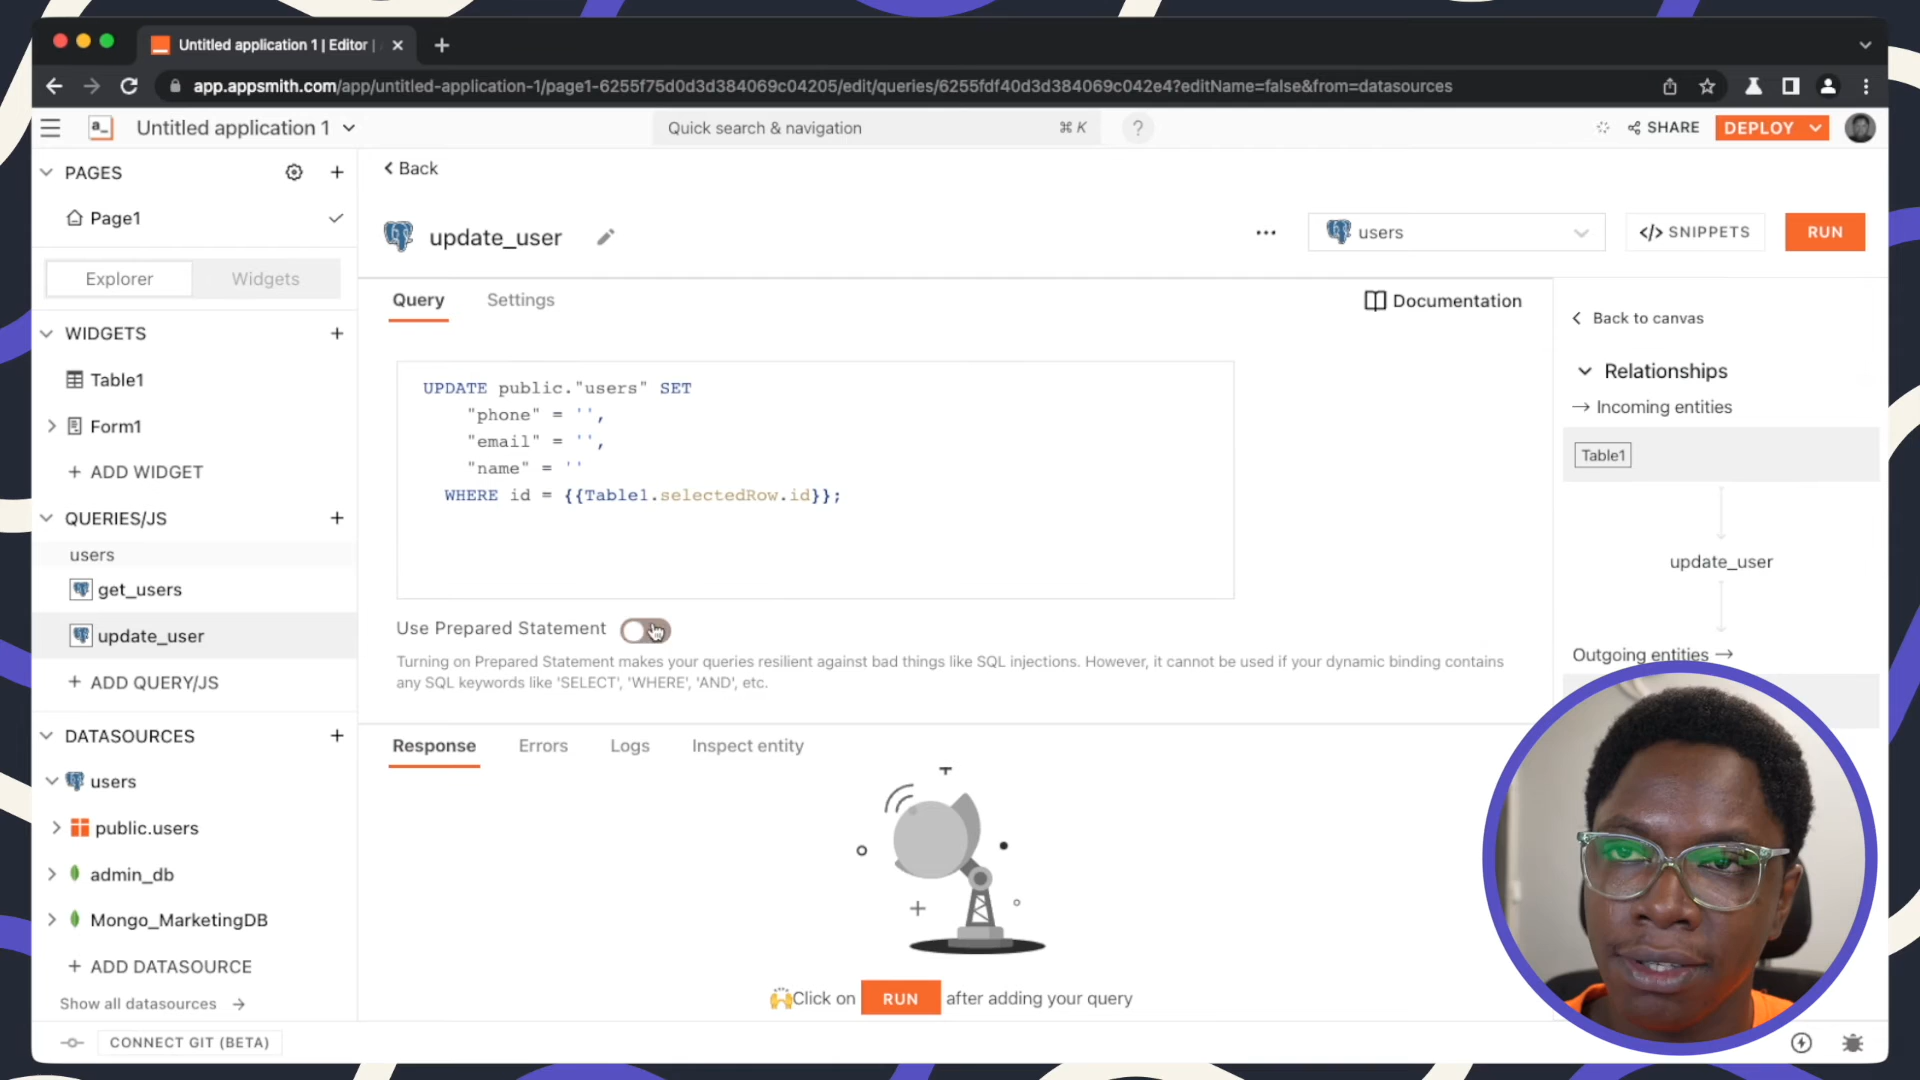 Untitled application 1 | Editor |
app.appsmith.com/app/untitled-application-1/page1-6255f75d0d3d384069c04205/edit/queries/6255fdf40d3d384069c042e4?editName=false&from=datasources
a_
Untitled application 1
Quick search & navigation
⌘ K
?
SHARE
DEPLOY
PAGES
Page1
Explorer
Widgets
WIDGETS
Table1
Form1
+ ADD WIDGET
QUERIES/JS
users
get_users
update_user
+ ADD QUERY/JS
DATASOURCES
users
public.users
admin_db
Mongo_MarketingDB
+ ADD DATASOURCE
Show all datasources →
CONNECT GIT (BETA)
Back
update_user
users
</> SNIPPETS
RUN
Query
Settings
Documentation
UPDATE public."users" SET
"phone" = '',
"email" = '',
"name" = ''
WHERE id = {{Table1.selectedRow.id}};
Use Prepared Statement
Turning on Prepared Statement makes your queries resilient against bad things like SQL injections. However, it cannot be used if your dynamic binding contains
any SQL keywords like 'SELECT', 'WHERE', 'AND', etc.
Response
Errors
Logs
Inspect entity
🙌Click on RUN after adding your query
Back to canvas
Relationships
→ Incoming entities
Table1
update_user
Outgoing entities →